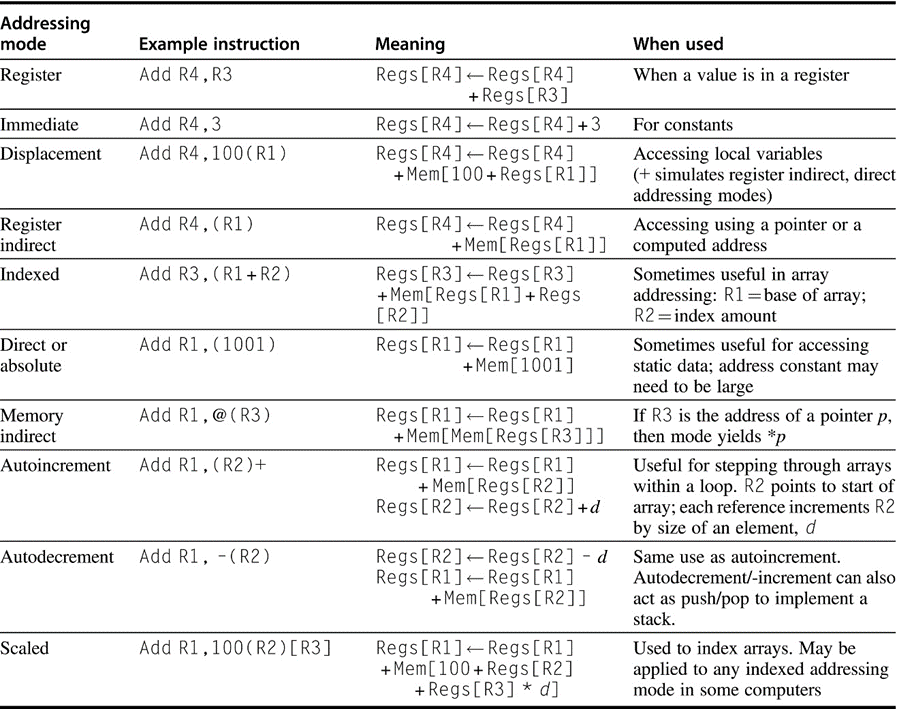 Addressing
mode Example instruction Meaning When used
Register Add R4,R3 Regs[R4]←Regs[R4] When a value is in a register
+Regs[R3]
Immediate Add R4,3 Regs[R4]←Regs[R4]+3 For constants
Displacement Add R4,100(R1) Regs[R4]←Regs[R4] Accessing local variables
+Mem[100+Regs[R1]] (+ simulates register indirect, direct
addressing modes)
Register Add R4,(R1) Regs[R4]←Regs[R4] Accessing using a pointer or a
indirect +Mem[Regs[R1]] computed address
Indexed Add R3,(R1+R2) Regs[R3]←Regs[R3] Sometimes useful in array
+Mem[Regs[R1]+Regs addressing: R1=base of array;
[R2]] R2=index amount
Direct or Add R1,(1001) Regs[R1]←Regs[R1] Sometimes useful for accessing
absolute +Mem[1001] static data; address constant may
need to be large
Memory Add R1,@(R3) Regs[R1]←Regs[R1] If R3 is the address of a pointer p,
indirect +Mem[Mem[Regs[R3]]] then mode yields *p
Autoincrement Add R1,(R2)+ Regs[R1]←Regs[R1] Useful for stepping through arrays
+Mem[Regs[R2]] within a loop. R2 points to start of
Regs[R2]←Regs[R2]+d array; each reference increments R2
by size of an element, d
Autodecrement Add R1, -(R2) Regs[R2]←Regs[R2] - d Same use as autoincrement.
Regs[R1]←Regs[R1] Autodecrement/-increment can also
+Mem[Regs[R2]] act as push/pop to implement a
stack.
Scaled Add R1,100(R2)[R3] Regs[R1]←Regs[R1] Used to index arrays. May be
+Mem[100+Regs[R2] applied to any indexed addressing
+Regs[R3] * d] mode in some computers